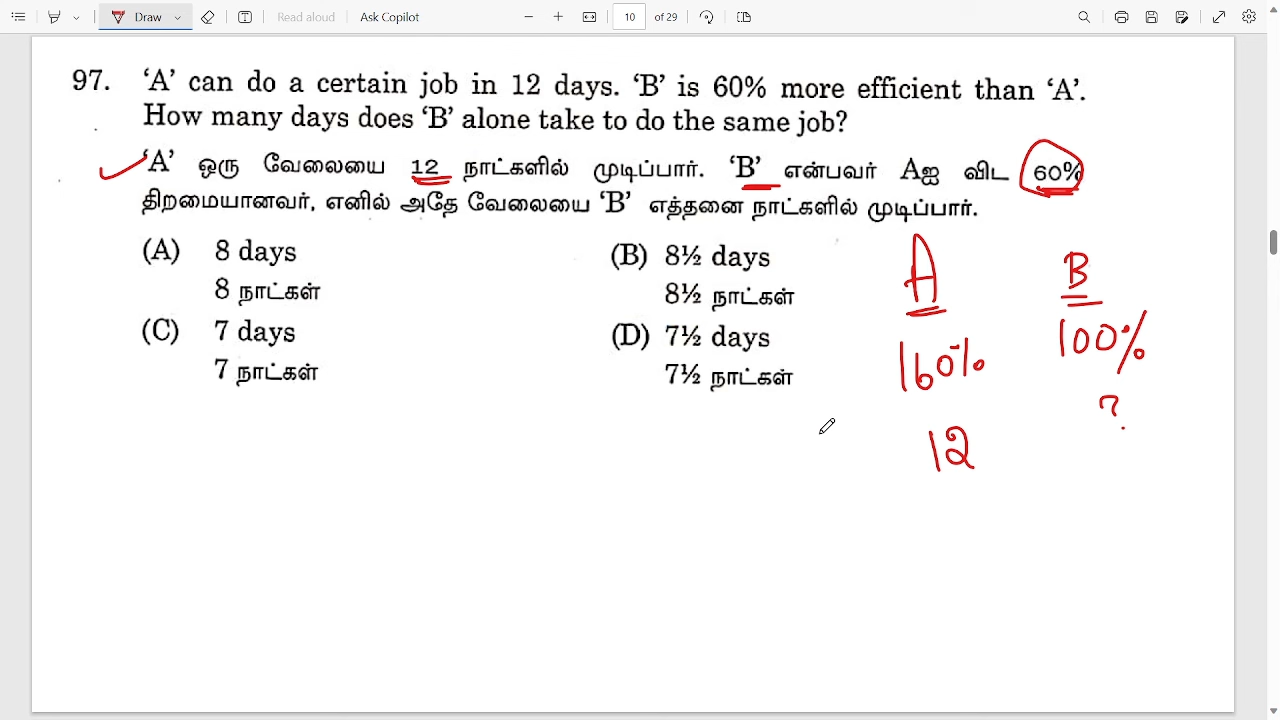 Draw
Read aloud
Ask Copilot
10
of 29
97. 'A' can do a certain job in 12 days. 'B' is 60% more efficient than 'A'.
How many days does 'B' alone take to do the same job?
'A' ஒரு வேலையை 12 நாட்களில் முடிப்பார். 'B' என்பவர் Aஐ விட 60%
திறமையானவர், எனில் அதே வேலையை 'B' எத்தனை நாட்களில் முடிப்பார்.
(A) 8 days
8 நாட்கள்
(B) 8½ days
8½ நாட்கள்
(C) 7 days
7 நாட்கள்
(D) 7½ days
7½ நாட்கள்
A B
160% 100%
12 ?